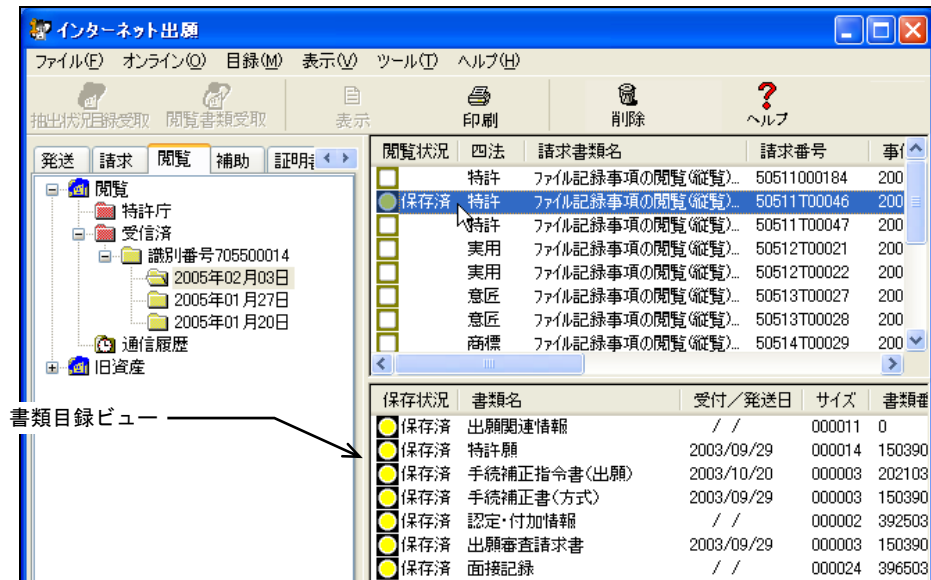 インターネット出願
ファイル(F) オンライン(O) 目録(M) 表示(V) ツール(T) ヘルプ(H)
抽出状況目録受取 閲覧書類受取 表示 印刷 削除 ヘルプ
発送 請求 閲覧 補助 証明
閲覧
特許庁
受信済
識別番号705500014
2005年02月03日
2005年01月27日
2005年01月20日
通信履歴
旧資産
書類目録ビュー
閲覧状況 四法 請求書類名 請求番号
特許 ファイル記録事項の閲覧(縦覧)... 50511000184 200
保存済 特許 ファイル記録事項の閲覧(縦覧)... 50511T00046 200
特許 ファイル記録事項の閲覧(縦覧)... 50511T00047 200
実用 ファイル記録事項の閲覧(縦覧)... 50512T00021 200
実用 ファイル記録事項の閲覧(縦覧)... 50512T00022 200
意匠 ファイル記録事項の閲覧(縦覧)... 50513T00027 200
意匠 ファイル記録事項の閲覧(縦覧)... 50513T00028 200
商標 ファイル記録事項の閲覧(縦覧)... 50514T00029 200
保存状況 書類名 受付／発送日 サイズ 書類番
保存済 出願関連情報 / / 000011 0
保存済 特許願 2003/09/29 000014 150390
保存済 手続補正指令書(出願) 2003/10/20 000003 202103
保存済 手続補正書(方式) 2003/09/29 000003 150390
保存済 認定・付加情報 / / 000002 392503
保存済 出願審査請求書 2003/09/29 000003 150390
保存済 面接記録 / / 000024 396503